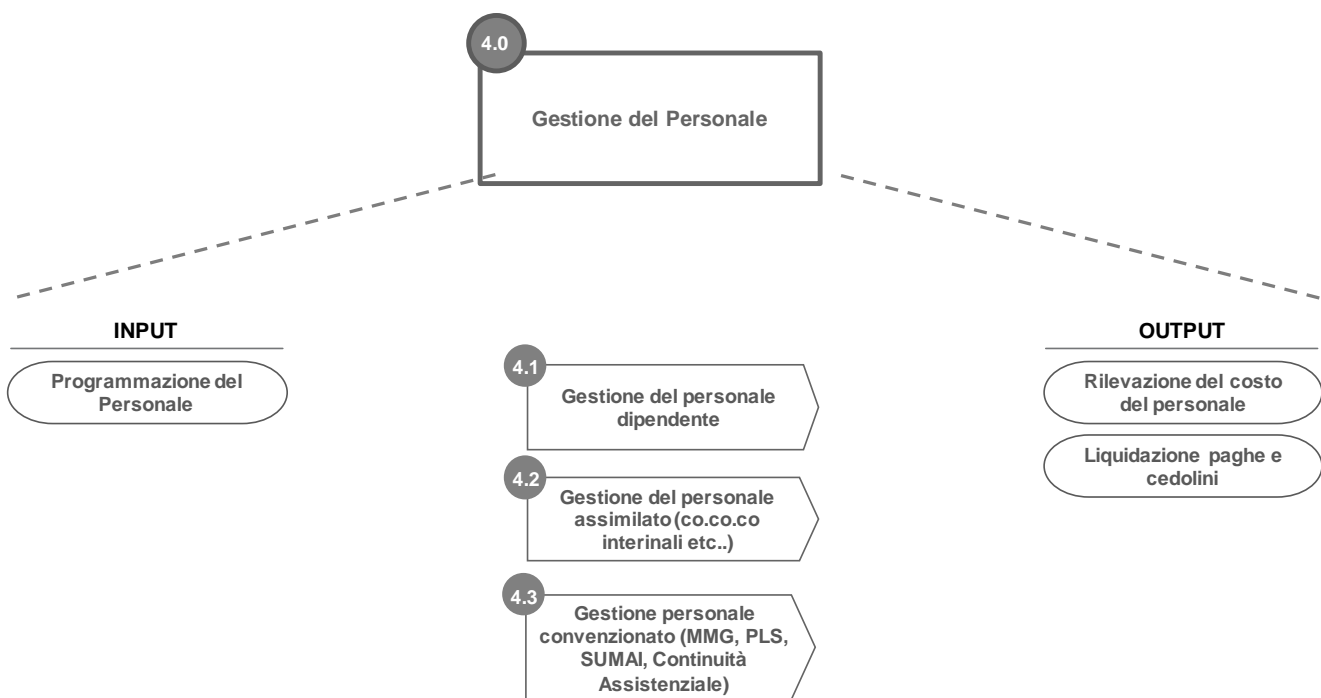 4.0
Gestione del Personale
INPUT
Programmazione del
Personale
4.1
Gestione del personale
dipendente
4.2
Gestione del personale
assimilato (co.co.co
interinali etc..)
4.3
Gestione personale
convenzionato (MMG, PLS,
SUMAI, Continuità
Assistenziale)
OUTPUT
Rilevazione del costo
del personale
Liquidazione paghe e
cedolini